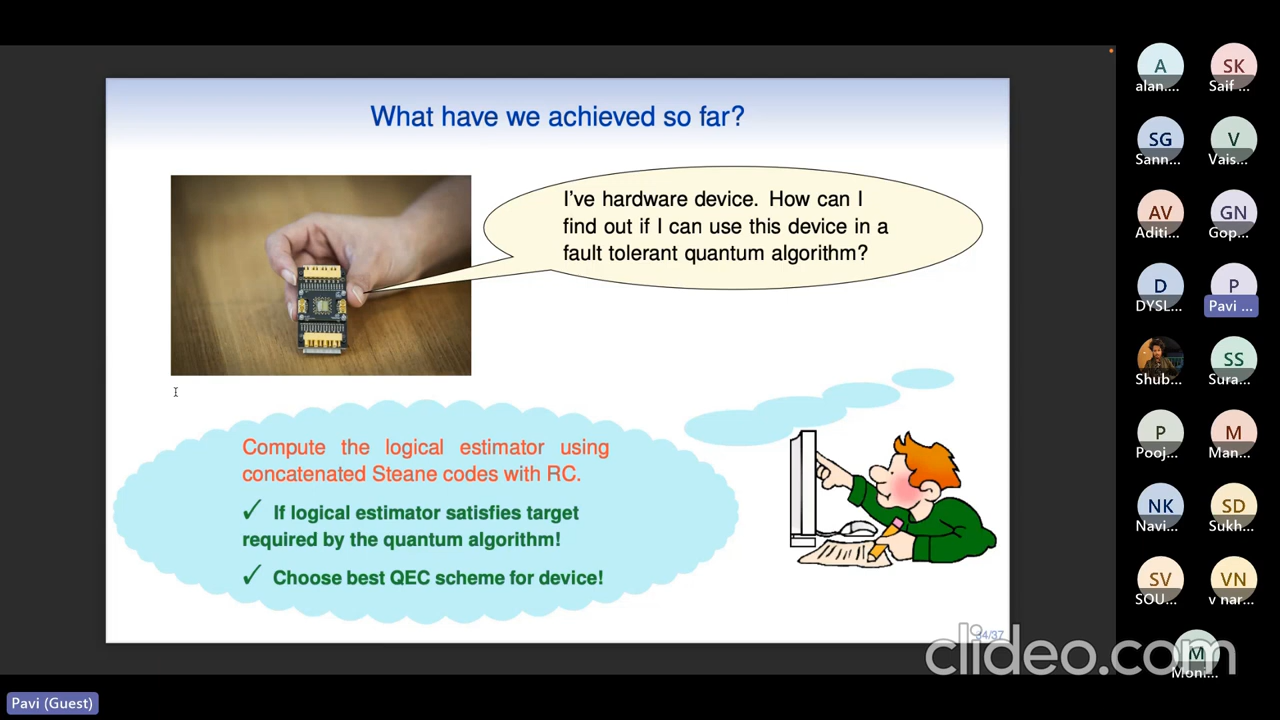 What have we achieved so far?
I've hardware device. How can I
find out if I can use this device in a
fault tolerant quantum algorithm?
Compute the logical estimator using
concatenated Steane codes with RC.
✓ If logical estimator satisfies target
required by the quantum algorithm!
✓ Choose best QEC scheme for device!
34/37
clideo.com
A SK
alan.... Saif ...
SG V
Sann... Vais...
AV GN
Aditi... Gop...
D P
DYSL... Pavi ...
SS
Shub... Sura...
P M
Pooj... Man...
NK SD
Navi... Sukh...
SV VN
SOU... v nar...
M
Moni...
Pavi (Guest)